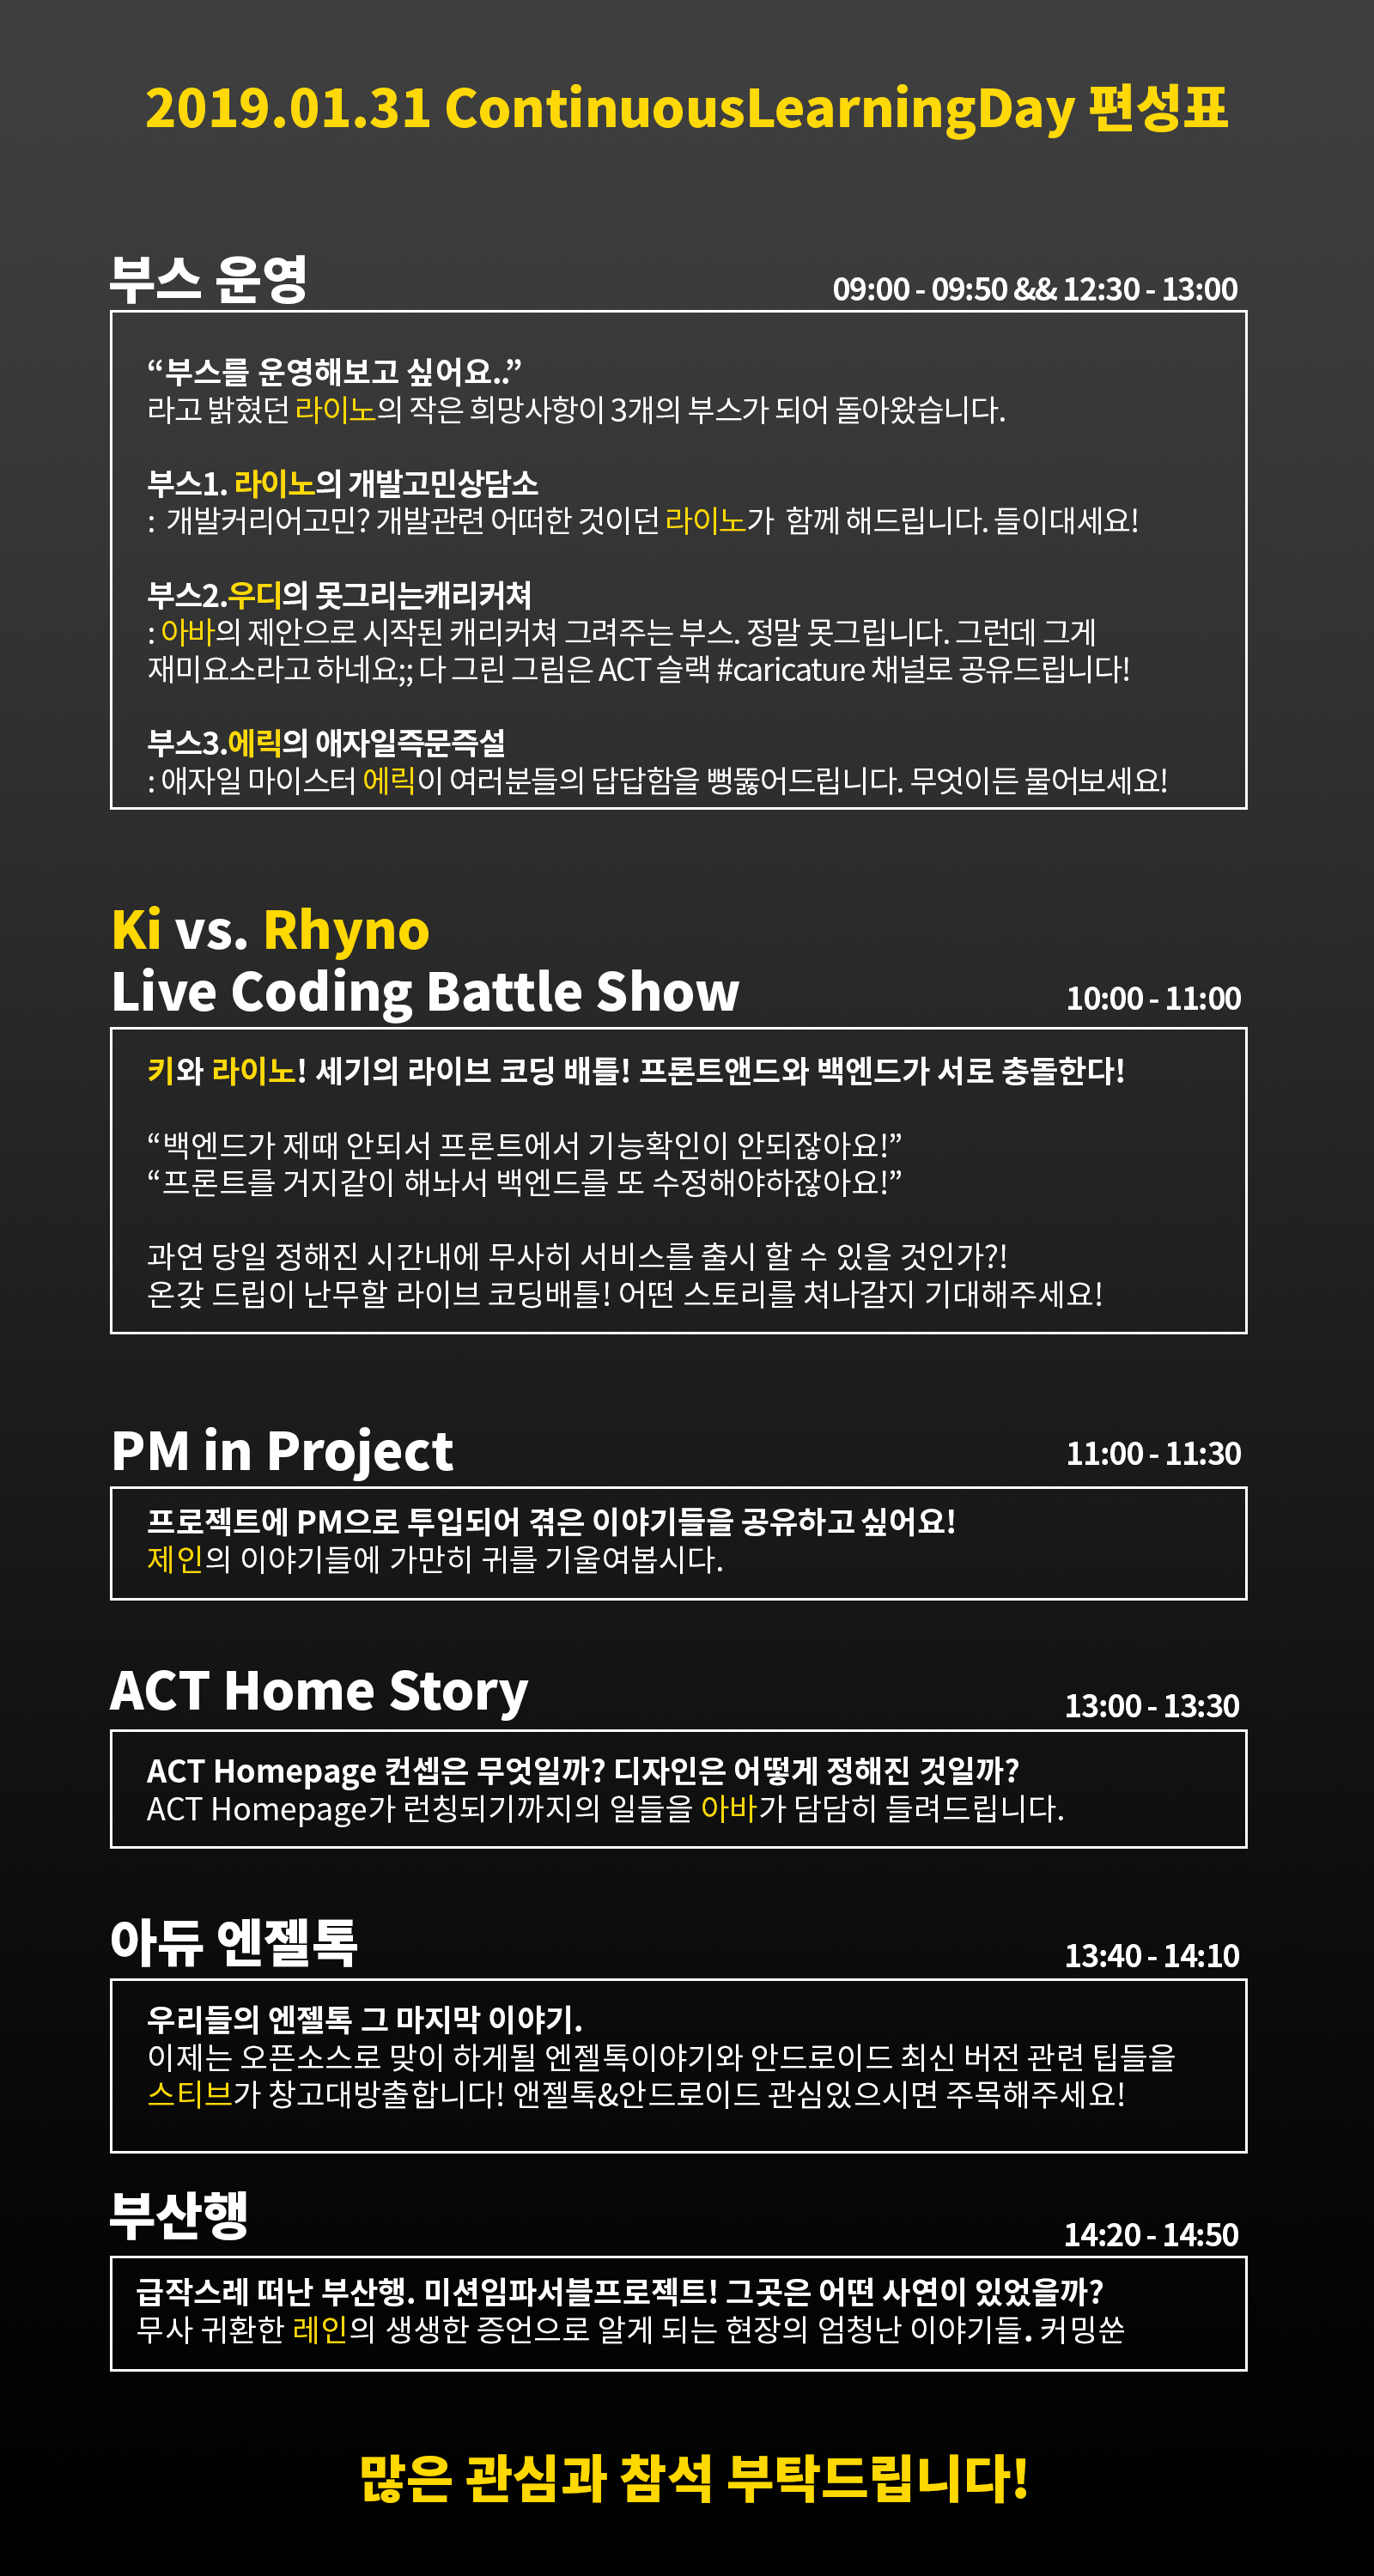 2019.01.31 ContinuousLearningDay 편성표
부스 운영
09:00 - 09:50 && 12:30 - 13:00
“부스를 운영해보고 싶어요..”
라고 밝혔던 라이노의 작은 희망사항이 3개의 부스가 되어 돌아왔습니다.
부스1. 라이노의 개발고민상담소
: 개발커리어고민? 개발관련 어떠한 것이던 라이노가 함께 해드립니다. 들이대세요!
부스2.우디의 못그리는캐리커쳐
: 아바의 제안으로 시작된 캐리커쳐 그려주는 부스. 정말 못그립니다. 그런데 그게
재미요소라고 하네요;; 다 그린 그림은 ACT 슬랙 #caricature 채널로 공유드립니다!
부스3.에릭의 애자일즉문즉설
: 애자일 마이스터 에릭이 여러분들의 답답함을 뻥뚫어드립니다. 무엇이든 물어보세요!
Ki vs. Rhyno
Live Coding Battle Show
10:00 - 11:00
키와 라이노! 세기의 라이브 코딩 배틀! 프론트앤드와 백엔드가 서로 충돌한다!
“백엔드가 제때 안되서 프론트에서 기능확인이 안되잖아요!”
“프론트를 거지같이 해놔서 백엔드를 또 수정해야하잖아요!”
과연 당일 정해진 시간내에 무사히 서비스를 출시 할 수 있을 것인가?!
온갖 드립이 난무할 라이브 코딩배틀! 어떤 스토리를 쳐나갈지 기대해주세요!
PM in Project
11:00 - 11:30
프로젝트에 PM으로 투입되어 겪은 이야기들을 공유하고 싶어요!
제인의 이야기들에 가만히 귀를 기울여봅시다.
ACT Home Story
13:00 - 13:30
ACT Homepage 컨셉은 무엇일까? 디자인은 어떻게 정해진 것일까?
ACT Homepage가 런칭되기까지의 일들을 아바가 담담히 들려드립니다.
아듀 엔젤톡
13:40 - 14:10
우리들의 엔젤톡 그 마지막 이야기.
이제는 오픈소스로 맞이 하게될 엔젤톡이야기와 안드로이드 최신 버전 관련 팁들을
스티브가 창고대방출합니다! 앤젤톡&안드로이드 관심있으시면 주목해주세요!
부산행
14:20 - 14:50
급작스레 떠난 부산행. 미션임파서블프로젝트! 그곳은 어떤 사연이 있었을까?
무사 귀환한 레인의 생생한 증언으로 알게 되는 현장의 엄청난 이야기들. 커밍쑨
많은 관심과 참석 부탁드립니다!